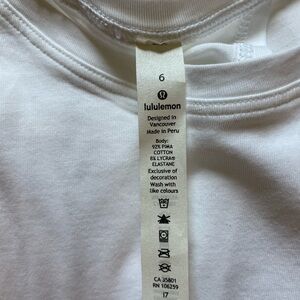 6
lululemon
Designed in
Vancouver
Made in Peru
Body:
92% PIMA
COTTON
8% LYCRA®
ELASTANE
Exclusive of
decoration
Wash with
like colours
CA 35801
RN 106259
i7